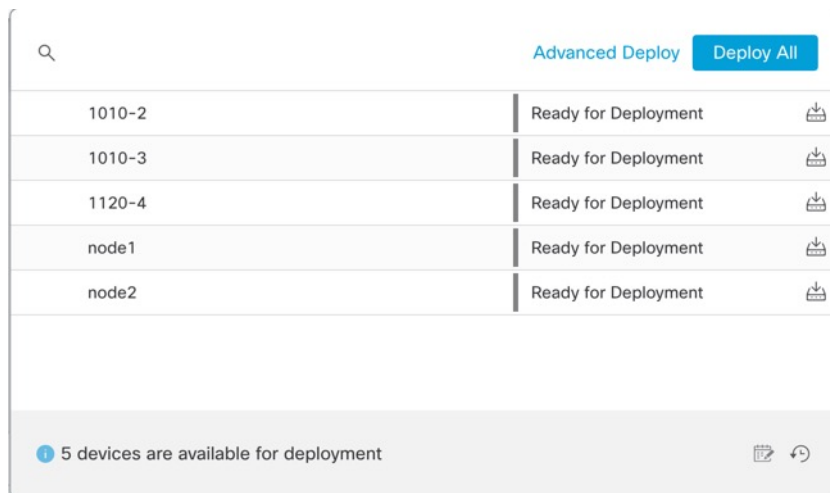 Advanced Deploy Deploy All
1010-2 Ready for Deployment
1010-3 Ready for Deployment
1120-4 Ready for Deployment
node1 Ready for Deployment
node2 Ready for Deployment
5 devices are available for deployment